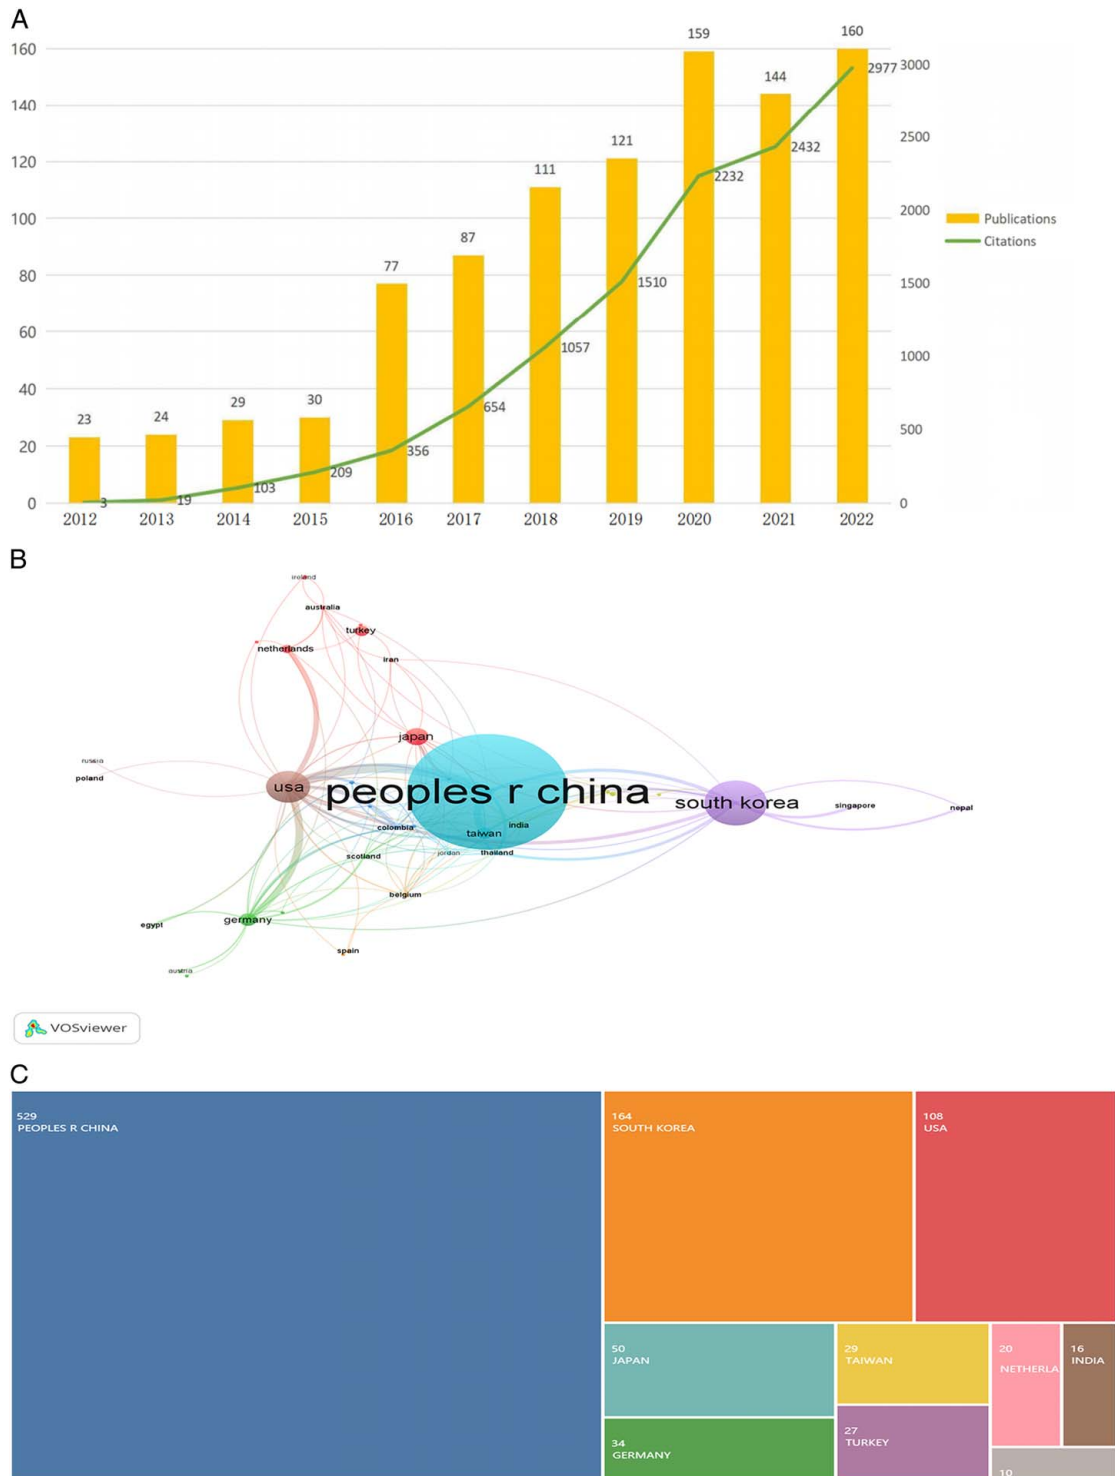 A
160
140
120
100
80
60
40
20
0
3000
2500
2000
1500
1000
500
0
23
24
29
30
77
87
111
121
159
144
160
3
19
103
209
356
654
1057
1510
2232
2432
2977
2012
2013
2014
2015
2016
2017
2018
2019
2020
2021
2022
Publications
Citations
B
ireland
australia
turkey
netherlands
iran
japan
russia
poland
usa
peoples r china
south korea
singapore
nepal
colombia
taiwan
india
scotland
jordan
thailand
belgium
germany
egypt
spain
austria
VOSviewer
C
529
PEOPLES R CHINA
164
SOUTH KOREA
108
USA
50
JAPAN
29
TAIWAN
20
NETHERLA
16
INDIA
34
GERMANY
27
TURKEY
10